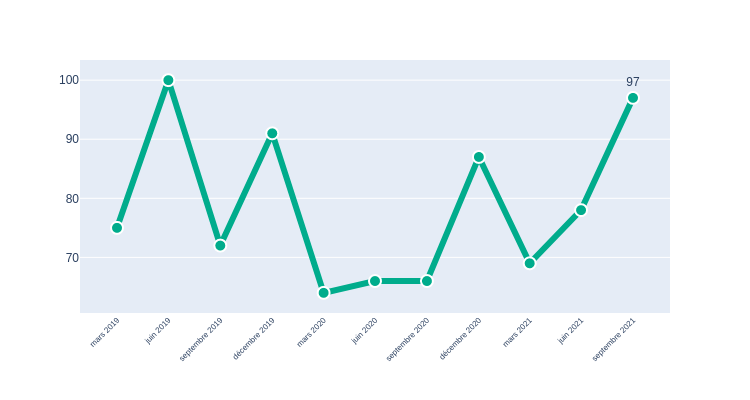 97
100
90
80
70
mars 2019
juin 2019
septembre 2019
décembre 2019
mars 2020
juin 2020
septembre 2020
décembre 2020
mars 2021
juin 2021
septembre 2021